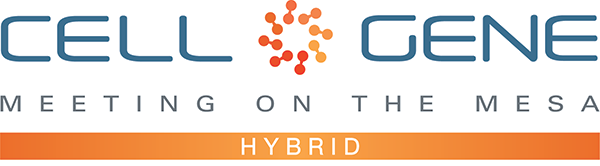 CELL GENE
MEETING ON THE MESA
HYBRID